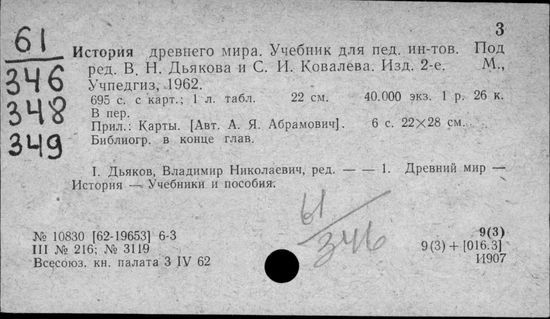 3
61
346
348
349
История древнего мира. Учебник для пед. ин-тов. Под
ред. В. Н. Дьякова и С. И. Ковалева. Изд. 2-е. М.,
Учпедгиз, 1962.
695 с. с карт.; 1 л. табл. 22 см. 40.000 экз. 1 р. 26 к.
В пер.
Прил.: Карты. [Авт. А. Я. Абрамович]. 6 с. 22×28 см.
Библиогр. в конце глав.
I. Дьяков, Владимир Николаевич, ред. — — 1. Древний мир —
История — Учебники и пособия.
61
346
№ 10830 [62-19653] 6-3 9(3)
III № 216; № 3119 9(3) + [016.3]
Всесоюз. кн. палата 3 IV 62 И907